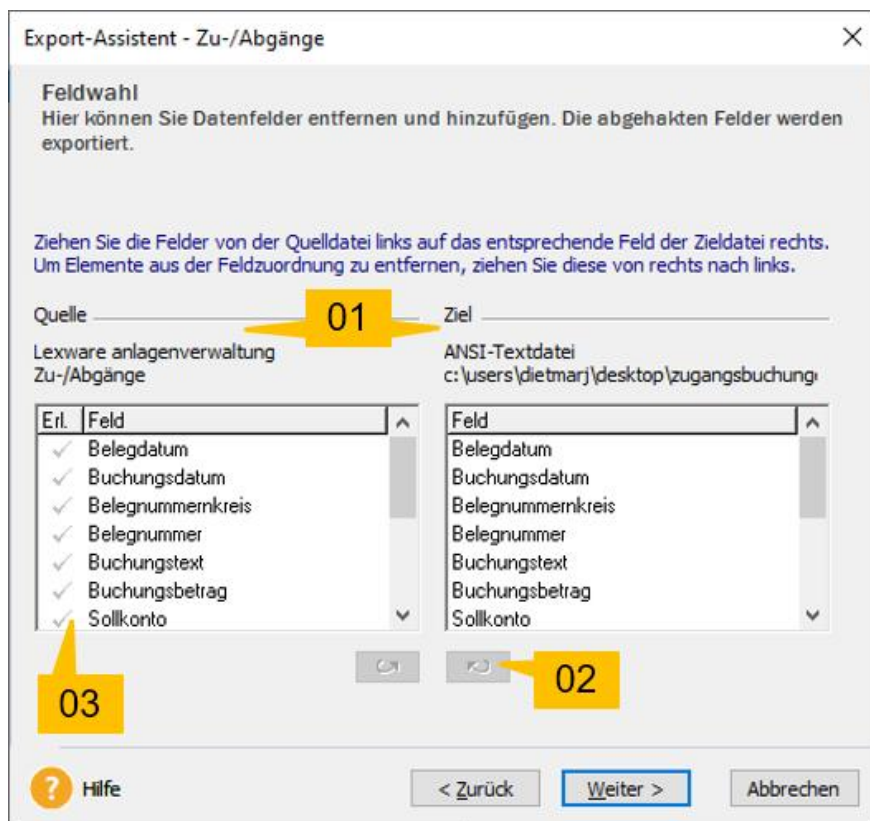 Export-Assistent - Zu-/Abgänge
Feldwahl
Hier können Sie Datenfelder entfernen und hinzufügen. Die abgehakten Felder werden
exportiert.
Ziehen Sie die Felder von der Quelldatei links auf das entsprechende Feld der Zieldatei rechts.
Um Elemente aus der Feldzuordnung zu entfernen, ziehen Sie diese von rechts nach links.
Quelle 01 Ziel
Lexware anlagenverwaltung
Zu-/Abgänge
ANSI-Textdatei
c:\users\dietmarj\desktop\zugangsbuchung
Erl. Feld
Belegdatum
Buchungsdatum
Belegnummernkreis
Belegnummer
Buchungstext
Buchungsbetrag
Sollkonto
Feld
Belegdatum
Buchungsdatum
Belegnummernkreis
Belegnummer
Buchungstext
Buchungsbetrag
Sollkonto
02
03
? Hilfe
< Zurück
Weiter >
Abbrechen